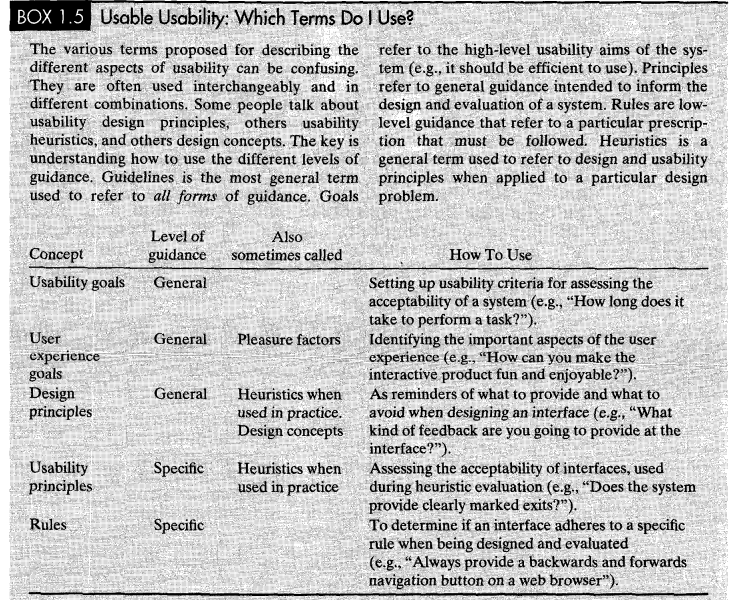 BOX 1.5 Usable Usability: Which Terms Do I Use?
The various terms proposed for describing the
different aspects of usability can be confusing.
They are often used interchangeably and in
different combinations. Some people talk about
usability design principles, others usability
heuristics, and others design concepts. The key is
understanding how to use the different levels of
guidance. Guidelines is the most general term
used to refer to all forms of guidance. Goals
refer to the high-level usability aims of the sys-
tem (e.g., it should be efficient to use). Principles
refer to general guidance intended to inform the
design and evaluation of a system. Rules are low-
level guidance that refer to a particular prescrip-
tion that must be followed. Heuristics is a
general term used to refer to design and usability
principles when applied to a particular design
problem.
Level of Also
Concept guidance sometimes called How To Use
Usability goals General Setting up usability criteria for assessing the
acceptability of a system (e.g., “How long does it
take to perform a task?”).
User General Pleasure factors Identifying the important aspects of the user
experience experience (e.g., “How can you make the
goals interactive product fun and enjoyable?”).
Design General Heuristics when As reminders of what to provide and what to
principles used in practice. avoid when designing an interface (e.g., “What
Design concepts kind of feedback are you going to provide at the
interface?”).
Usability Specific Heuristics when Assessing the acceptability of interfaces, used
principles used in practice during heuristic evaluation (e.g., “Does the system
provide clearly marked exits?”).
Rules Specific To determine if an interface adheres to a specific
rule when being designed and evaluated
(e.g., “Always provide a backwards and forwards
navigation button on a web browser”).